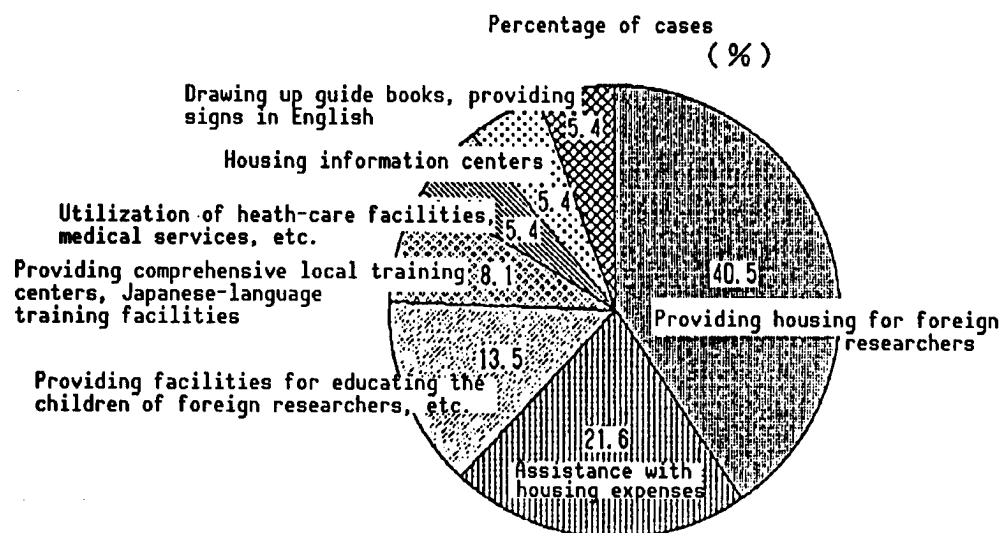 Percentage of cases
(%)
Drawing up guide books, providing
signs in English
5.4
Housing information centers
5.4
Utilization of heath-care facilities,
medical services, etc.
5.4
Providing comprehensive local training
centers, Japanese-language
training facilities
8.1
40.5
Providing housing for foreign
researchers
13.5
Providing facilities for educating the
children of foreign researchers, etc.
21.6
Assistance with
housing expenses